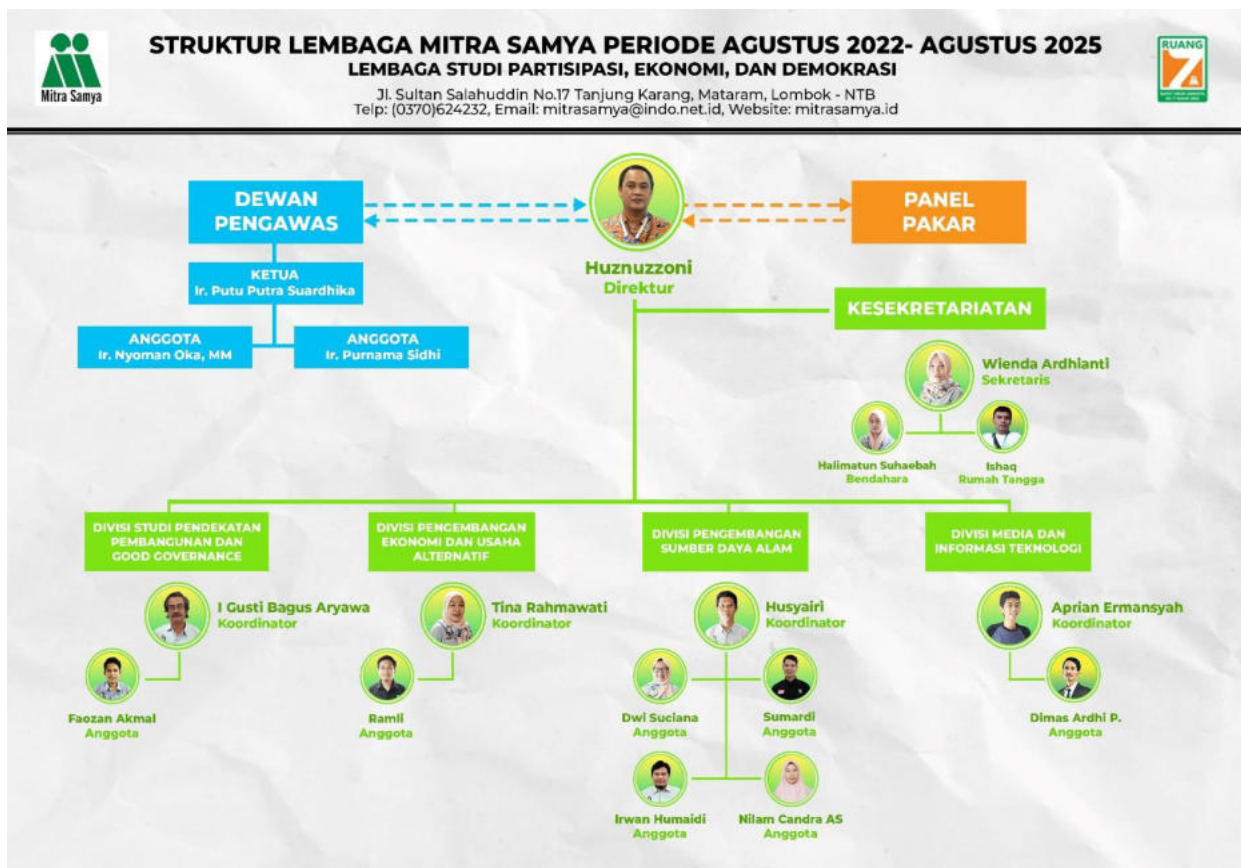 STRUKTUR LEMBAGA MITRA SAMYA PERIODE AGUSTUS 2022- AGUSTUS 2025
LEMBAGA STUDI PARTISIPASI, EKONOMI, DAN DEMOKRASI
Jl. Sultan Salahuddin No.17 Tanjung Karang, Mataram, Lombok - NTB
Telp: (0370)624232, Email: mitrasamya@indo.net.id, Website: mitrasamya.id
Mitra Samya
RUANG
7
DEWAN
PENGAWAS
KETUA
Ir. Putu Putra Suardhika
ANGGOTA
Ir. Nyoman Oka, MM
ANGGOTA
Ir. Purnama Sidhi
Huznuzzoni
Direktur
PANEL
PAKAR
KESEKRETARIATAN
Wienda Ardhianti
Sekretaris
Halimatun Suhaebah
Bendahara
Ishaq
Rumah Tangga
DIVISI STUDI PENDEKATAN
PEMBANGUNAN DAN
GOOD GOVERNANCE
I Gusti Bagus Aryawa
Koordinator
Faozan Akmal
Anggota
DIVISI PENGEMBANGAN
EKONOMI DAN USAHA
ALTERNATIF
Tina Rahmawati
Koordinator
Ramli
Anggota
DIVISI PENGEMBANGAN
SUMBER DAYA ALAM
Husyairi
Koordinator
Dwi Suciana
Anggota
Sumardi
Anggota
Irwan Humaidi
Anggota
Nilam Candra AS
Anggota
DIVISI MEDIA DAN
INFORMASI TEKNOLOGI
Aprian Ermansyah
Koordinator
Dimas Ardhi P.
Anggota